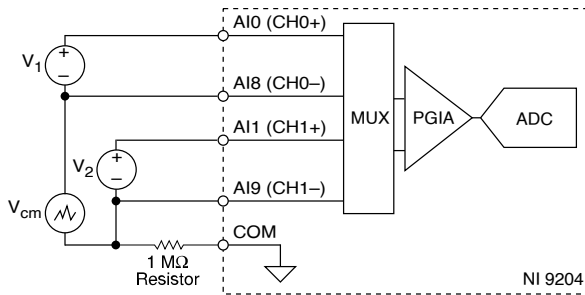 AI0 (CH0+)
V1
+
–
AI8 (CH0–)
MUX
PGIA
ADC
AI1 (CH1+)
V2
+
–
AI9 (CH1–)
Vcm
COM
1 MΩ
Resistor
NI 9204